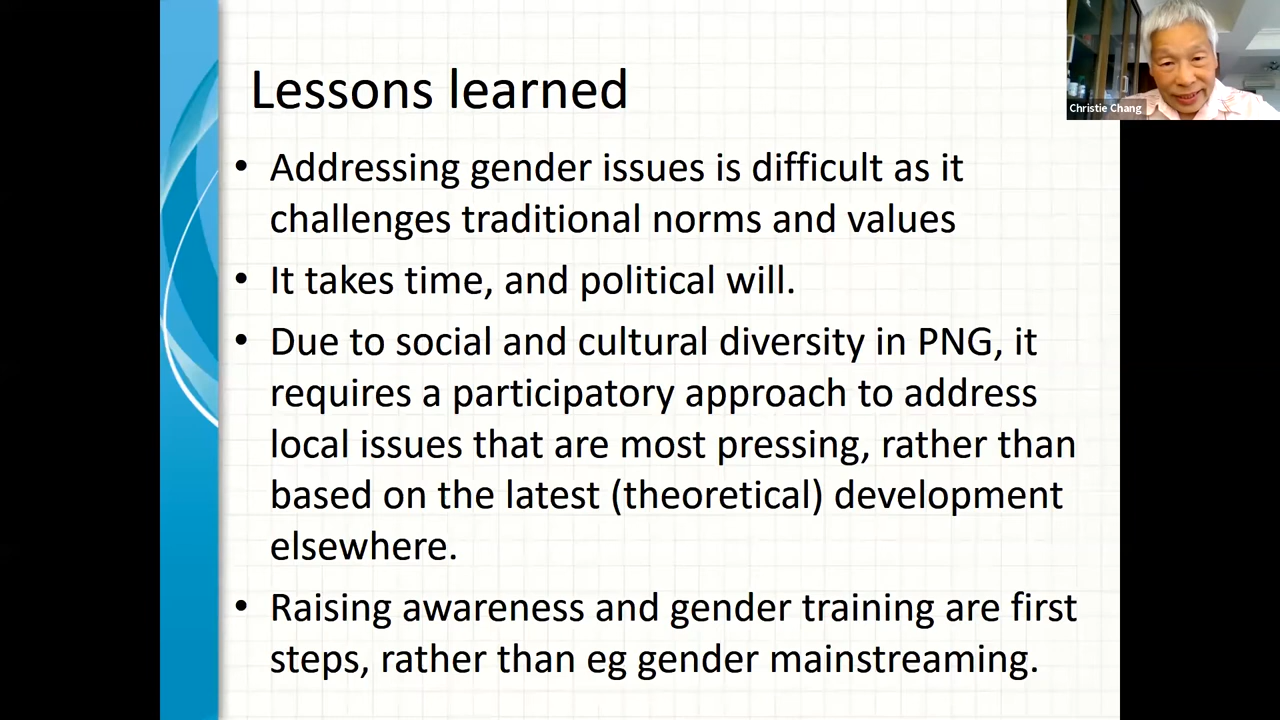 Lessons learned
Christie Chang
• Addressing gender issues is difficult as it
challenges traditional norms and values
• It takes time, and political will.
• Due to social and cultural diversity in PNG, it
requires a participatory approach to address
local issues that are most pressing, rather than
based on the latest (theoretical) development
elsewhere.
• Raising awareness and gender training are first
steps, rather than eg gender mainstreaming.